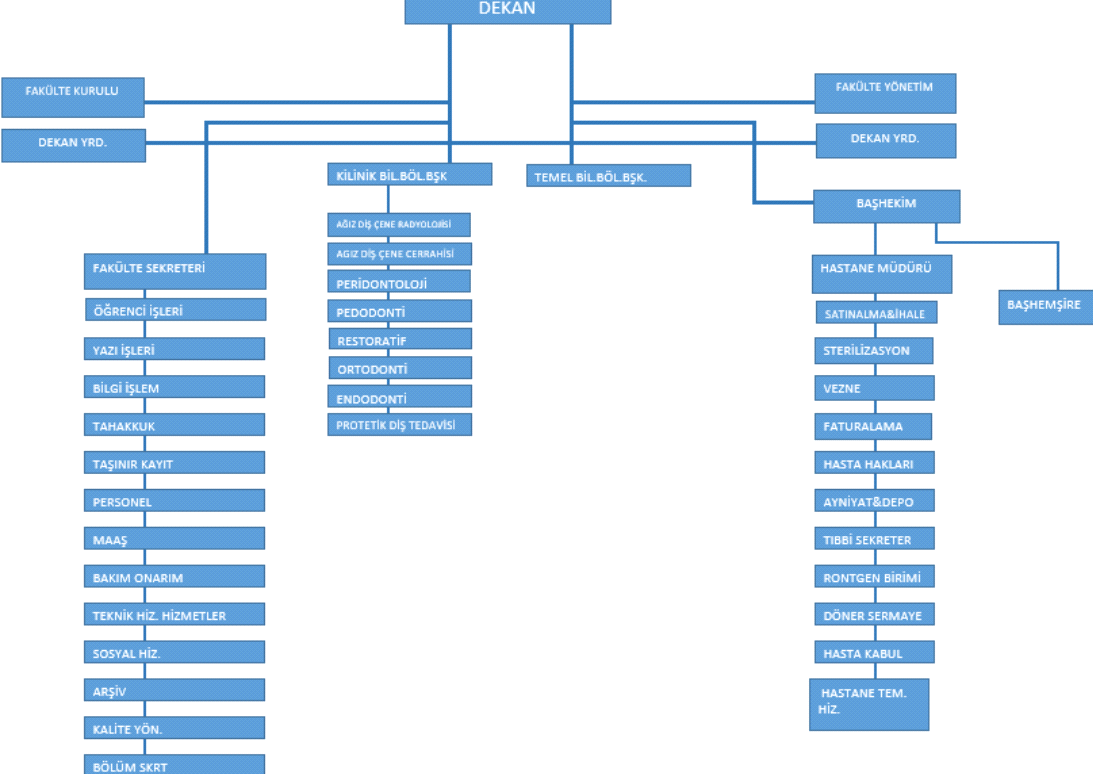 DEKAN
FAKÜLTE KURULU
FAKÜLTE YÖNETİM
DEKAN YRD.
DEKAN YRD.
KİLİNİK BİL.BÖL.BŞK
TEMEL BİL.BÖL.BŞK.
BAŞHEKİM
AĞIZ DİŞ ÇENE RADYOLOJİSİ
AGIZ DİŞ ÇENE CERRAHİSİ
PERİDONTOLOJİ
PEDODONTİ
RESTORATİF
ORTODONTİ
ENDODONTİ
PROTETİK DİŞ TEDAVİSİ
FAKÜLTE SEKRETERİ
ÖĞRENCİ İŞLERİ
YAZI İŞLERİ
BİLGİ İŞLEM
TAHAKKUK
TAŞINIR KAYIT
PERSONEL
MAAŞ
BAKIM ONARIM
TEKNİK HİZ. HİZMETLER
SOSYAL HİZ.
ARŞİV
KALİTE YÖN.
BÖLÜM SKRT
HASTANE MÜDÜRÜ
BAŞHEMŞİRE
SATINALMA&İHALE
STERİLİZASYON
VEZNE
FATURALAMA
HASTA HAKLARI
AYNİYAT&DEPO
TIBBİ SEKRETER
RONTGEN BİRİMİ
DÖNER SERMAYE
HASTA KABUL
HASTANE TEM.
HİZ.